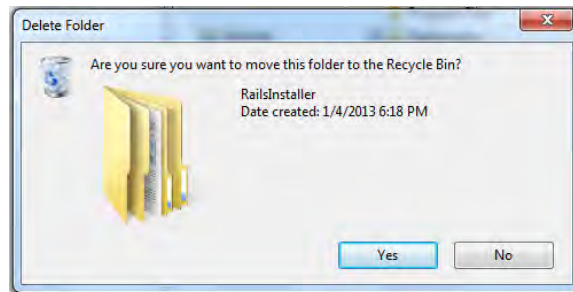 Delete Folder
Are you sure you want to move this folder to the Recycle Bin?
RailsInstaller
Date created: 1/4/2013 6:18 PM
Yes
No